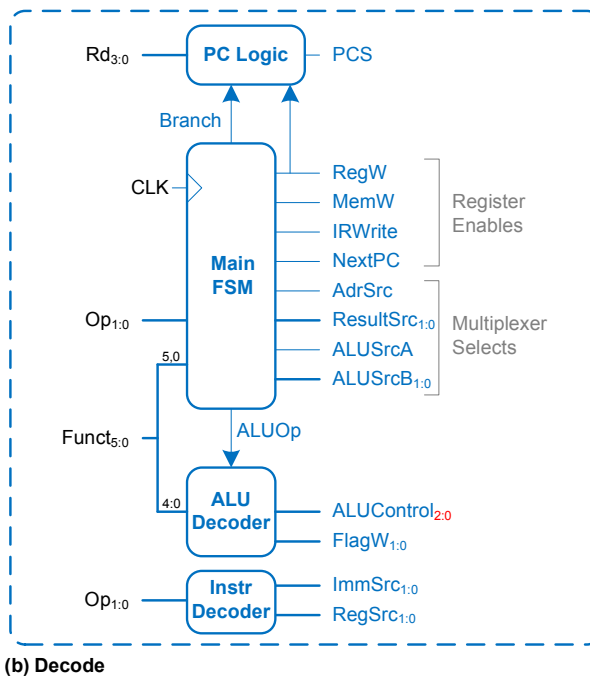 Rd3:0
PC Logic
PCS
Branch
CLK
Main
FSM
RegW
MemW
IRWrite
NextPC
Register
Enables
AdrSrc
ResultSrc1:0
ALUSrcA
ALUSrcB1:0
Multiplexer
Selects
Op1:0
5,0
Funct5:0
ALUOp
4:0
ALU
Decoder
ALUControl2:0
FlagW1:0
Op1:0
Instr
Decoder
ImmSrc1:0
RegSrc1:0
(b) Decode